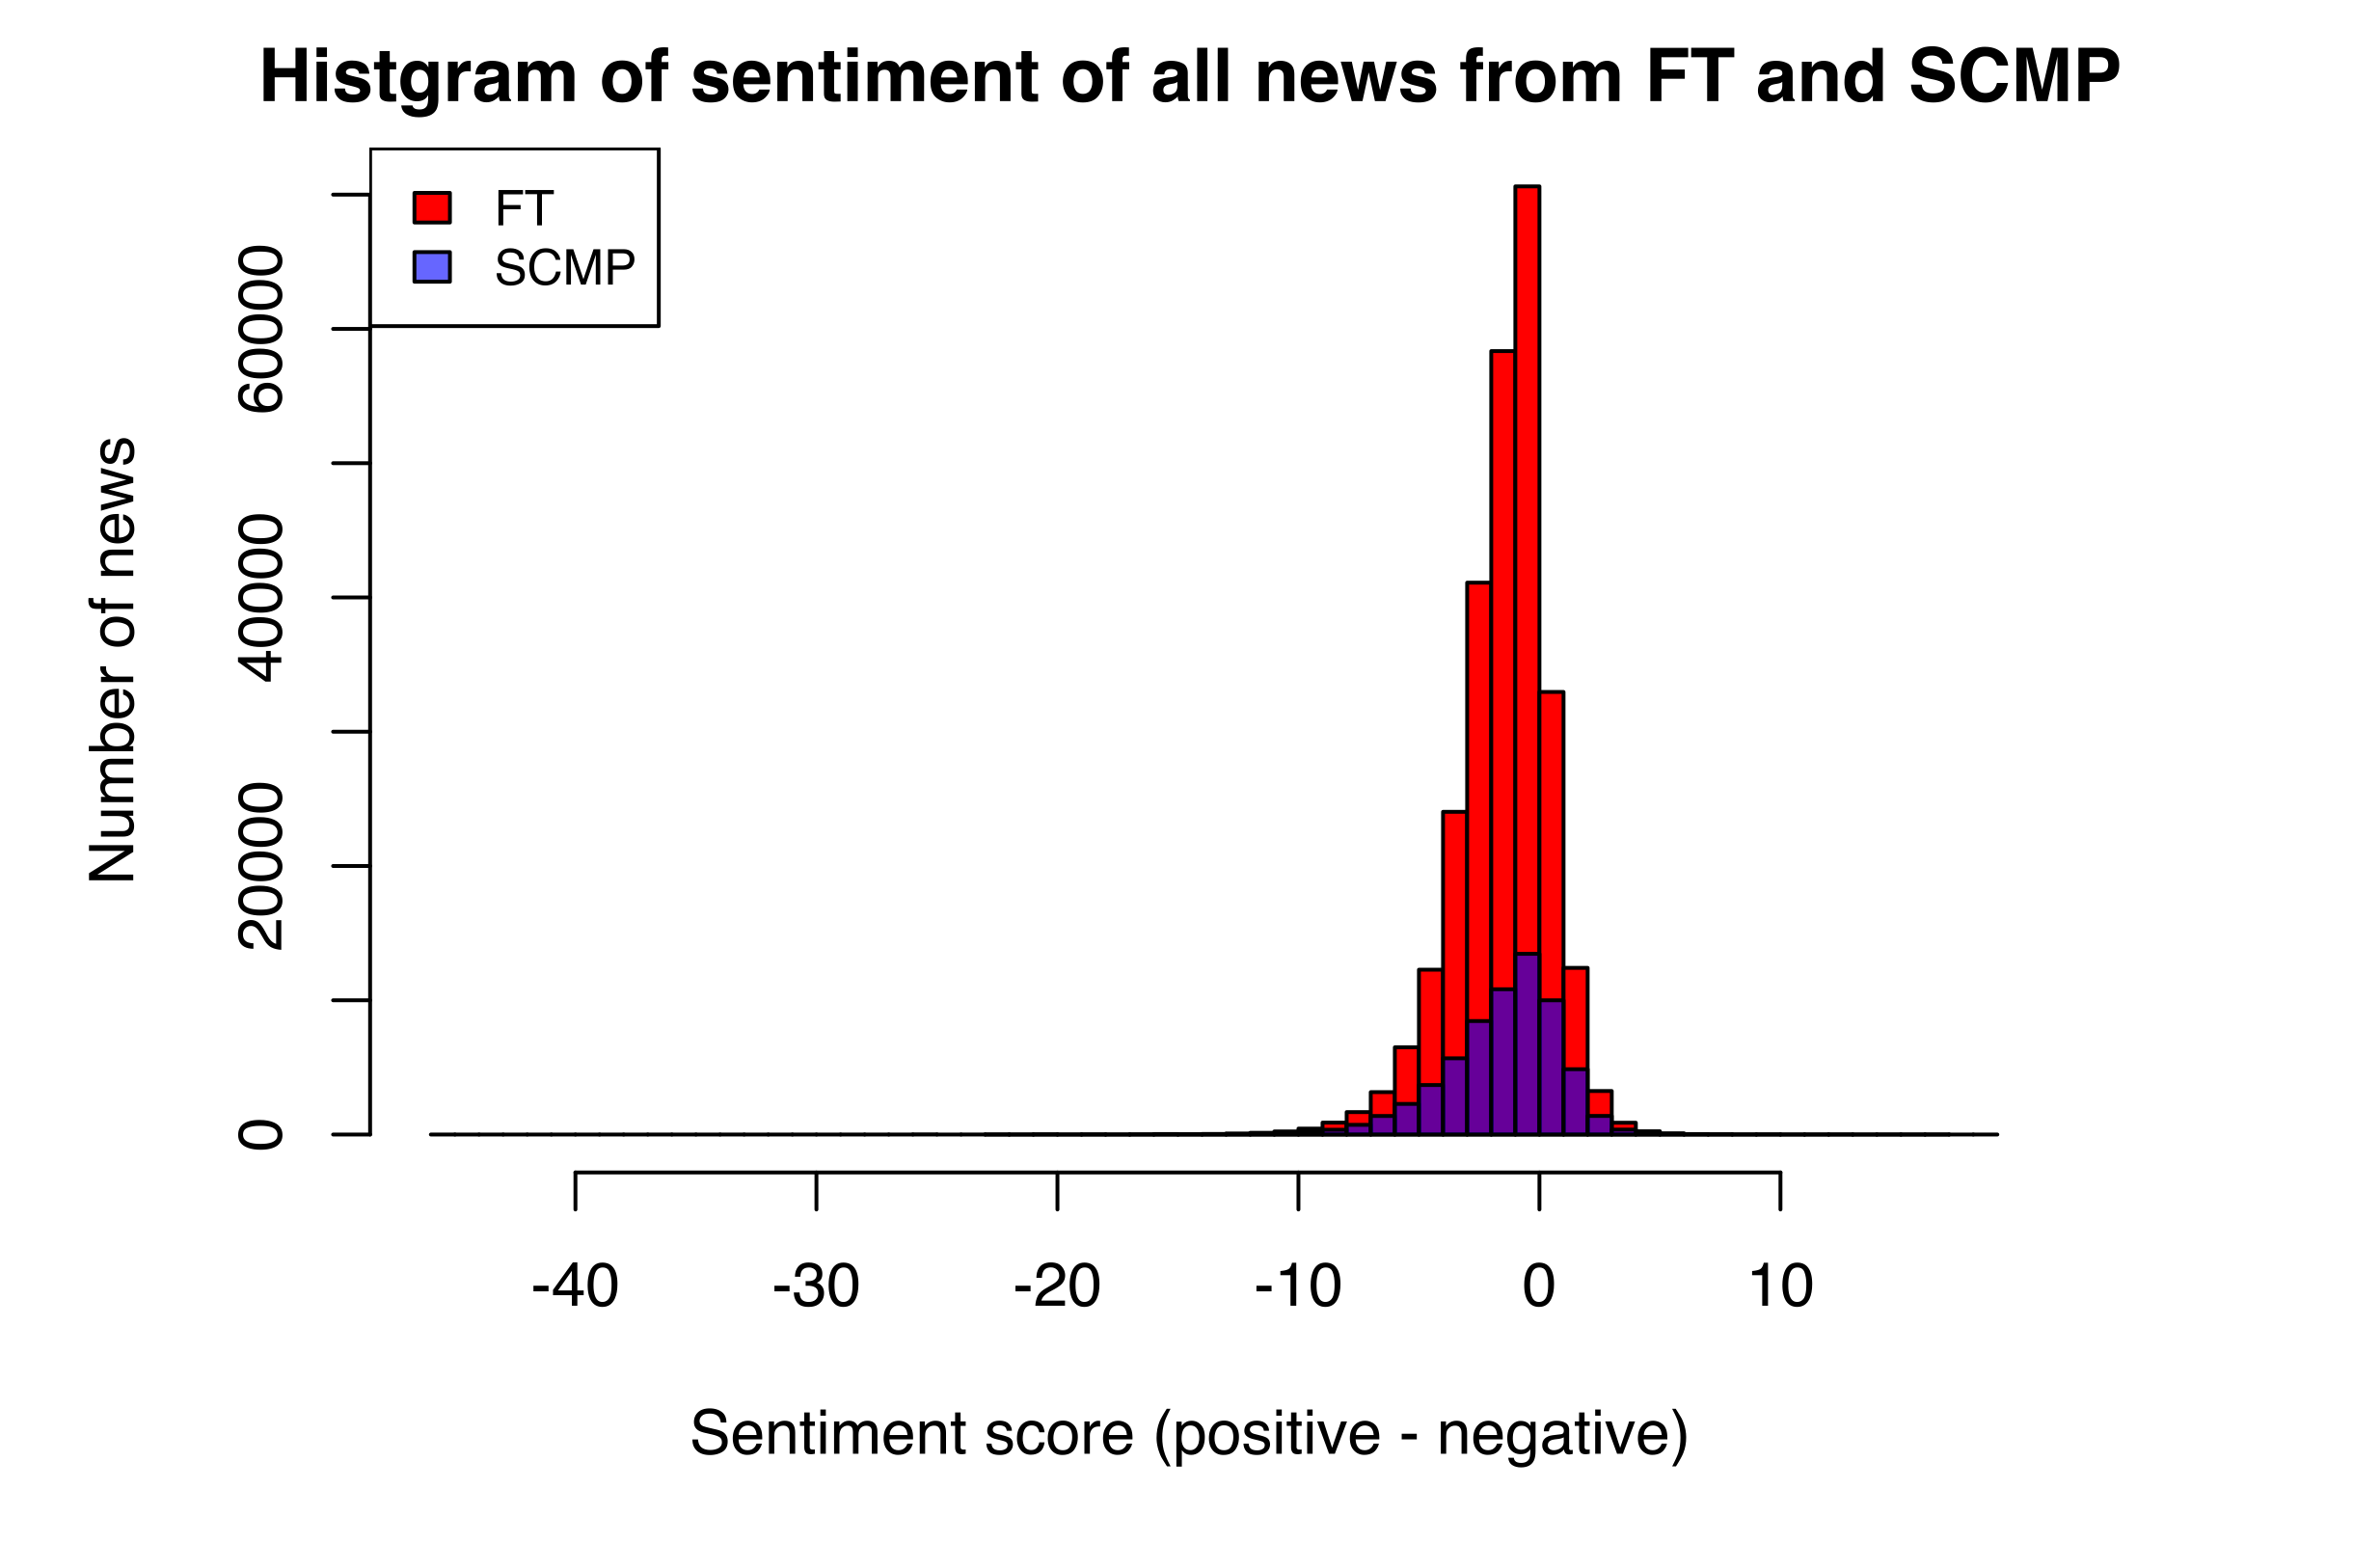 Histgram of sentiment of all news from FT and SCMP
FT
SCMP
Number of news
60000
40000
20000
0
-40 -30 -20 -10 0 10
Sentiment score (positive - negative)